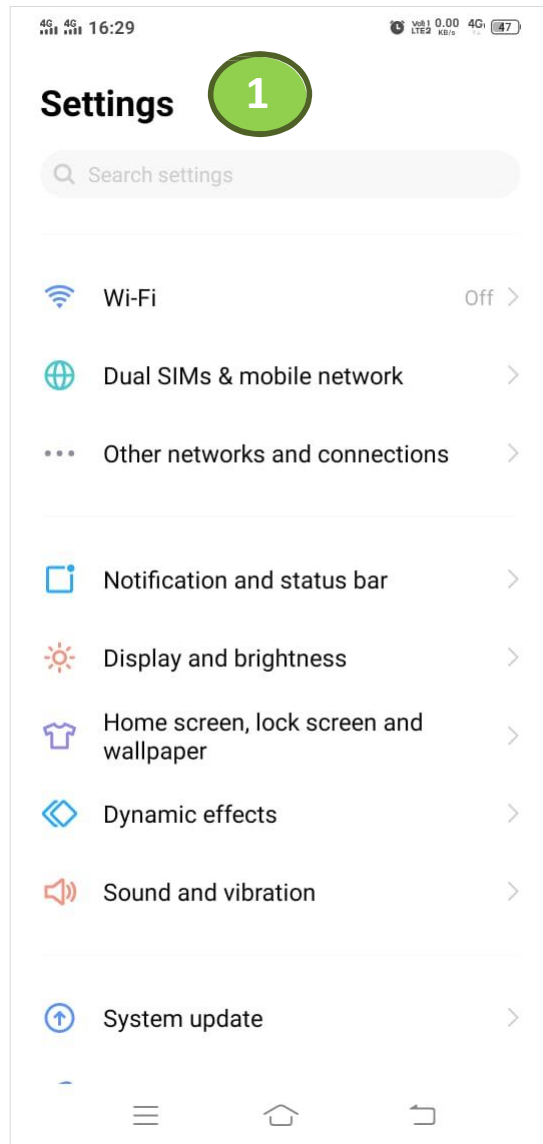 4G 4G 16:29 0.00 KB/s 4G 47
Settings 1
Search settings
Wi-Fi Off
Dual SIMs & mobile network
Other networks and connections
Notification and status bar
Display and brightness
Home screen, lock screen and
wallpaper
Dynamic effects
Sound and vibration
System update